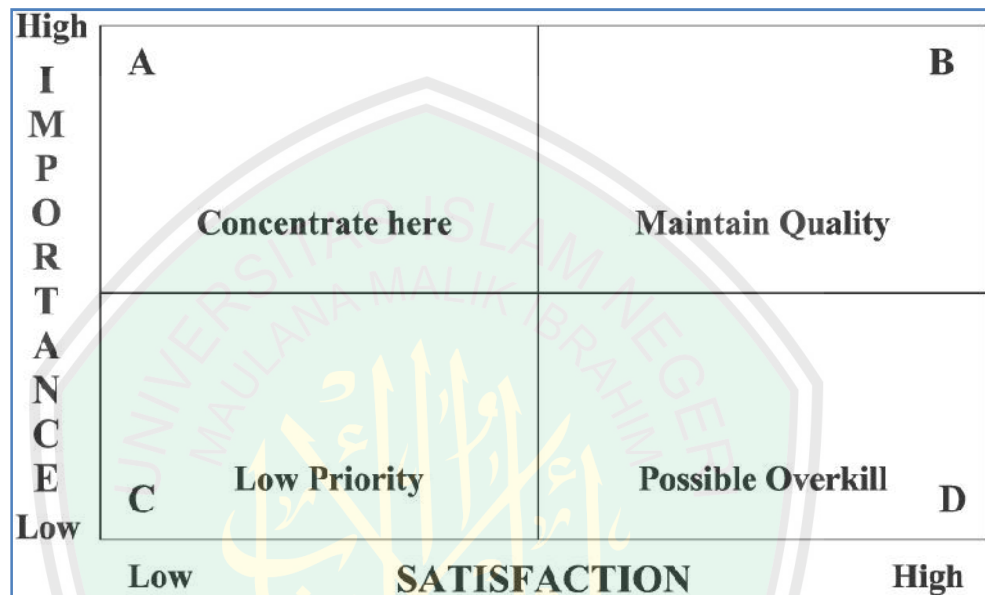 High
IMPORTANCE
A
B
Concentrate here
Maintain Quality
Low Priority
Possible Overkill
C
D
Low
Low
SATISFACTION
High
UNIVERSITAS ISLAM NEGERI
MAULANA MALIK IBRAHIM